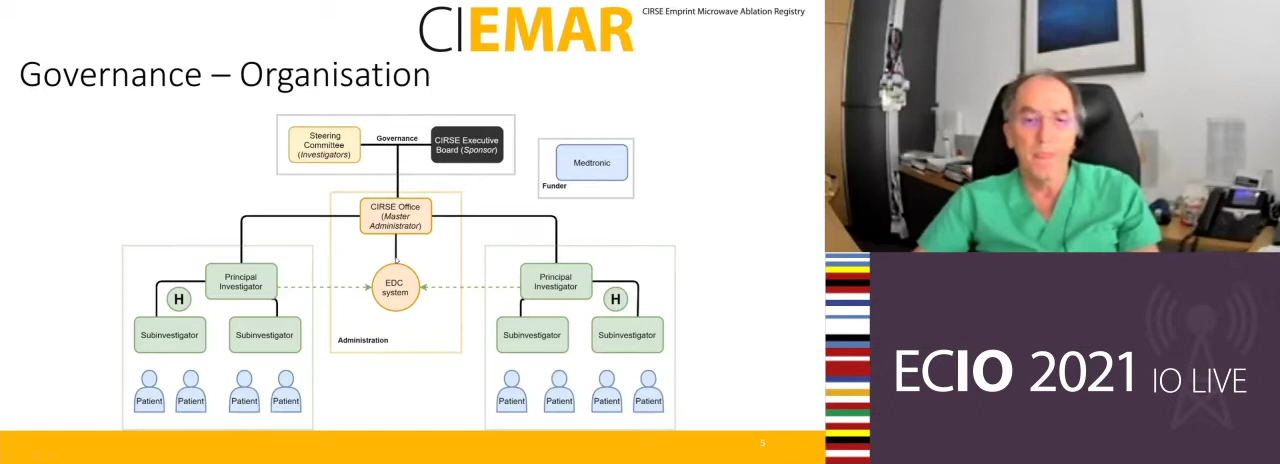 CIEMAR
CIRSE Emprint Microwave Ablation Registry
Governance – Organisation
Steering
Committee
(Investigators)
Governance
CIRSE Executive
Board (Sponsor)
Medtronic
Funder
CIRSE Office
(Master
Administrator)
Principal
Investigator
EDC
system
Principal
Investigator
H
H
Subinvestigator
Subinvestigator
Subinvestigator
Subinvestigator
Administration
Patient
Patient
Patient
Patient
Patient
Patient
Patient
Patient
5
ECIO 2021 IO LIVE